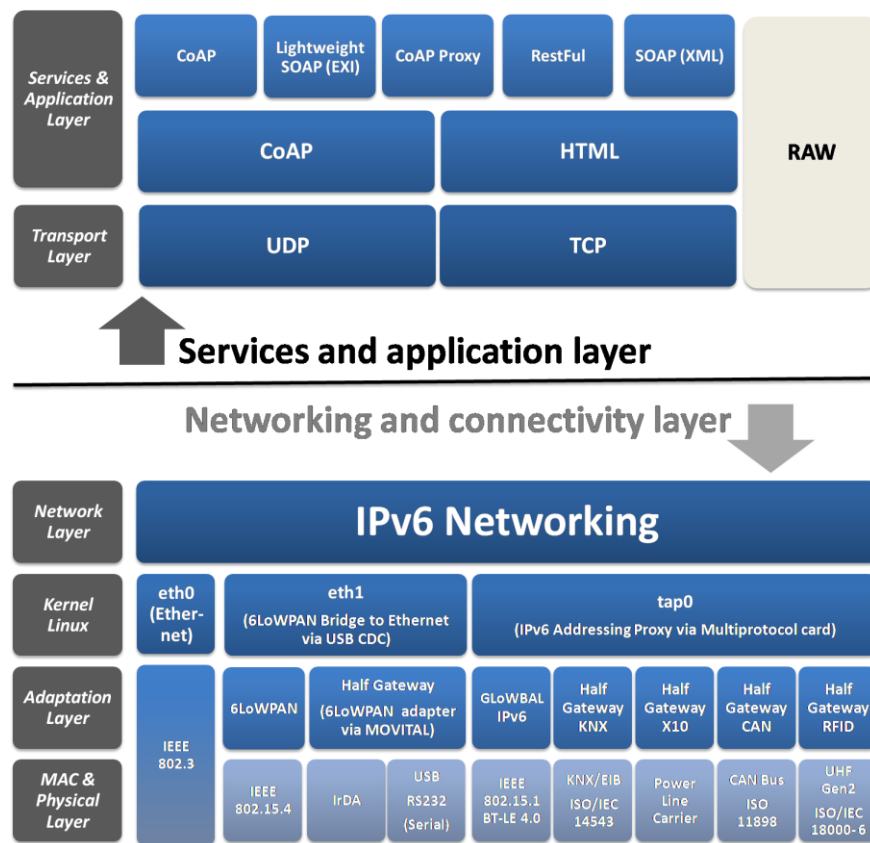 Services &
Application
Layer
CoAP
Lightweight
SOAP (EXI)
CoAP Proxy
RestFul
SOAP (XML)
RAW
CoAP
HTML
Transport
Layer
UDP
TCP
Services and application layer
Networking and connectivity layer
Network
Layer
IPv6 Networking
Kernel
Linux
eth0
(Ether-
net)
eth1
(6LoWPAN Bridge to Ethernet
via USB CDC)
tap0
(IPv6 Addressing Proxy via Multiprotocol card)
Adaptation
Layer
IEEE
802.3
6LoWPAN
Half Gateway
(6LoWPAN adapter
via MOVITAL)
GLoWBAL
IPv6
Half
Gateway
KNX
Half
Gateway
X10
Half
Gateway
CAN
Half
Gateway
RFID
MAC &
Physical
Layer
IEEE
802.15.4
IrDA
USB
RS232
(Serial)
IEEE
802.15.1
BT-LE 4.0
KNX/EIB
ISO/IEC
14543
Power
Line
Carrier
CAN Bus
ISO
11898
UHF
Gen2
ISO/IEC
18000-6